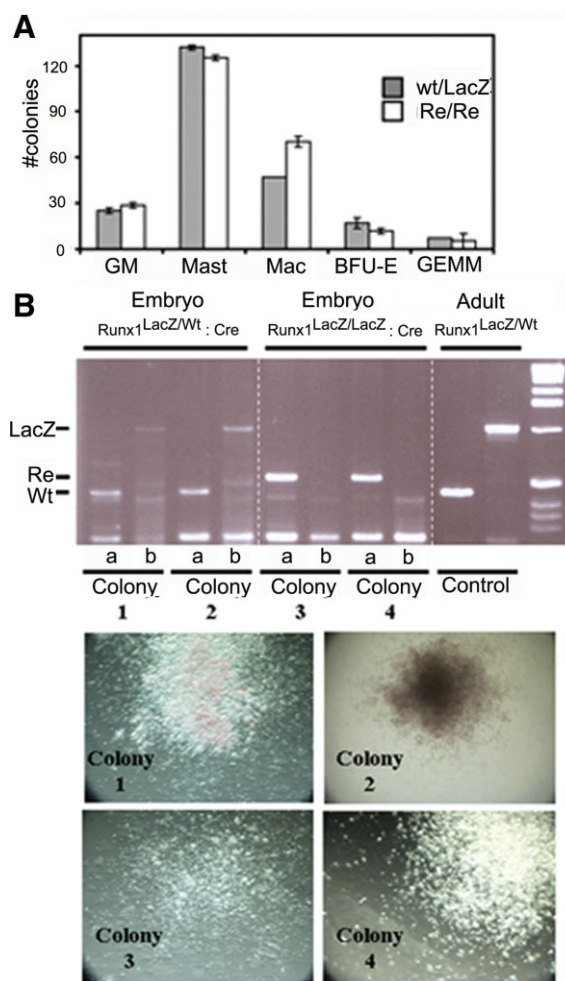 A
#colonies
120
90
60
30
0
wt/LacZ
Re/Re
GM Mast Mac BFU-E GEMM
B
Embryo Embryo Adult
Runx1LacZ/Wt : Cre Runx1LacZ/LacZ : Cre Runx1LacZ/Wt
LacZ
Re
Wt
a b a b a b a b
Colony Colony Colony Colony Control
1 2 3 4
Colony
1
Colony
2
Colony
3
Colony
4